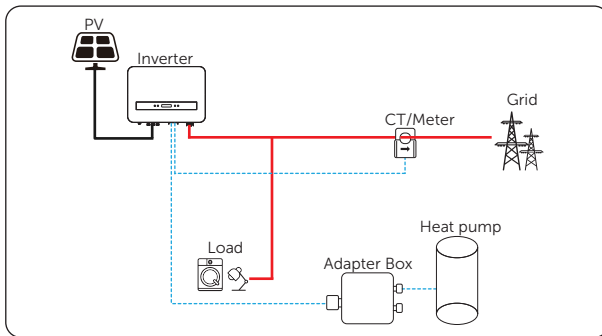 PV
Inverter
CT/Meter
Grid
Load
Adapter Box
Heat pump